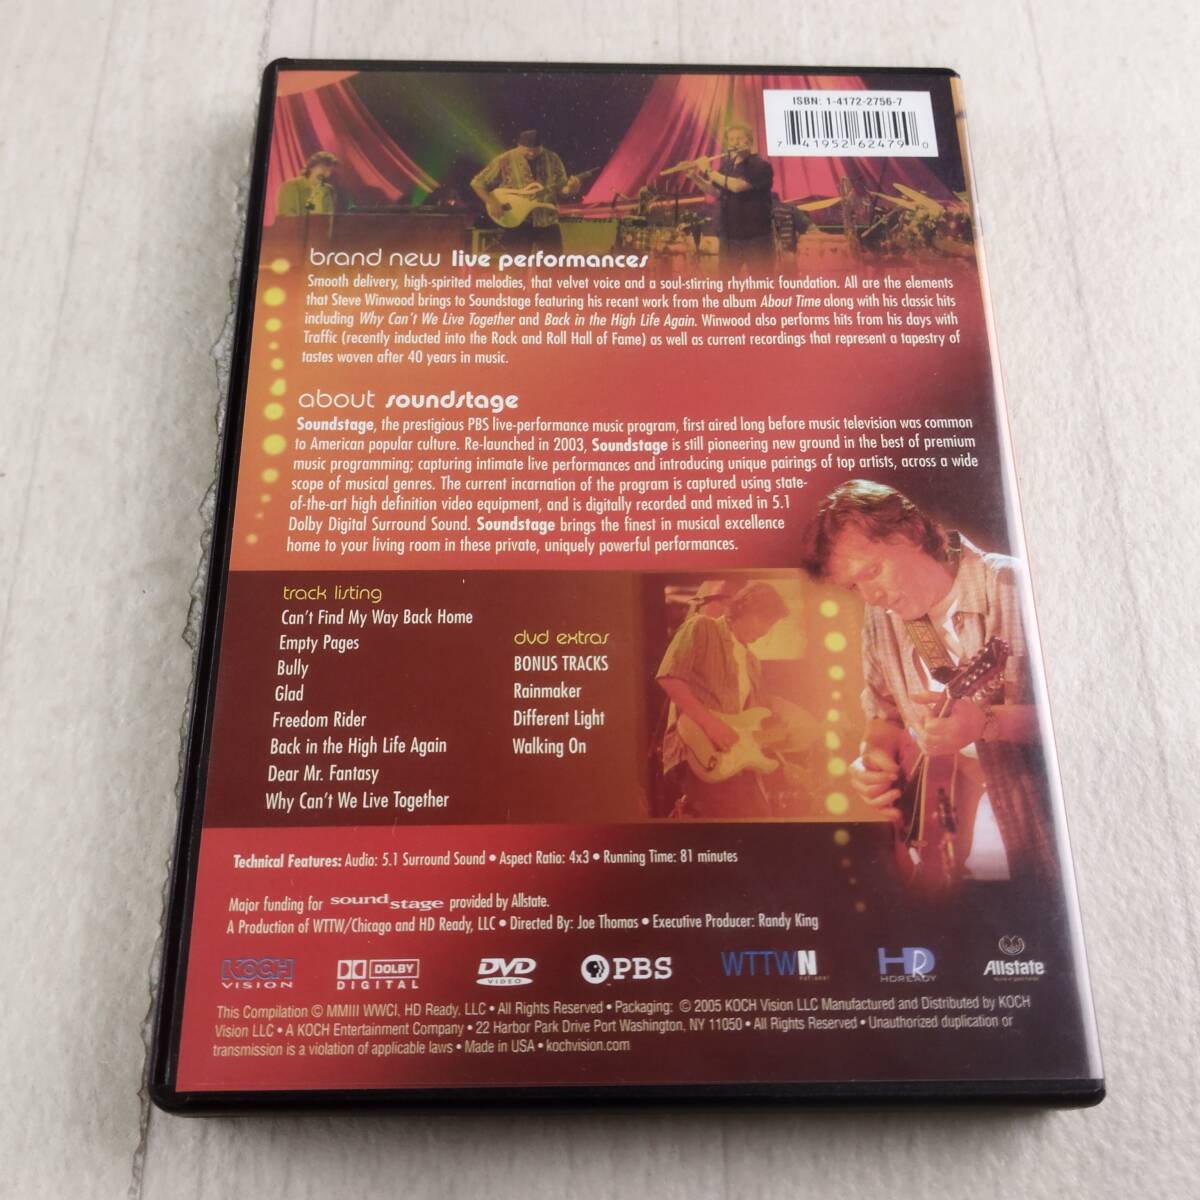 ISBN: 1-4172-2756-7
7 41952 62479 0
brand new live performances
Smooth delivery, high-spirited melodies, that velvet voice and a soul-stirring rhythmic foundation. All are the elements
that Steve Winwood brings to Soundstage featuring his recent work from the album About Time along with his classic hits
including Why Can't We Live Together and Back in the High Life Again. Winwood also performs hits from his days with
Traffic (recently inducted into the Rock and Roll Hall of Fame) as well as current recordings that represent a tapestry of
tastes woven after 40 years in music.
about soundstage
Soundstage, the prestigious PBS live-performance music program, first aired long before music television was common
to American popular culture. Re-launched in 2003, Soundstage is still pioneering new ground in the best of premium
music programming; capturing intimate live performances and introducing unique pairings of top artists, across a wide
scope of musical genres. The current incarnation of the program is captured using state-
of-the-art high definition video equipment, and is digitally recorded and mixed in 5.1
Dolby Digital Surround Sound. Soundstage brings the finest in musical excellence
home to your living room in these private, uniquely powerful performances.
track listing
Can't Find My Way Back Home
Empty Pages
Bully
Glad
Freedom Rider
Back in the High Life Again
Dear Mr. Fantasy
Why Can't We Live Together
dvd extras
BONUS TRACKS
Rainmaker
Different Light
Walking On
Technical Features: Audio: 5.1 Surround Sound • Aspect Ratio: 4x3 • Running Time: 81 minutes
Major funding for soundstage provided by Allstate.
A Production of WTTW/Chicago and HD Ready, LLC • Directed By: Joe Thomas • Executive Producer: Randy King
KOCH VISION
DOLBY DIGITAL
DVD VIDEO
PBS
WTTWN national
HDR HDREADY
Allstate
This Compilation © MMIII WWCI, HD Ready, LLC • All Rights Reserved • Packaging: © 2005 KOCH Vision LLC Manufactured and Distributed by KOCH
Vision LLC • A KOCH Entertainment Company • 22 Harbor Park Drive Port Washington, NY 11050 • All Rights Reserved • Unauthorized duplication or
transmission is a violation of applicable laws • Made in USA • kochvision.com